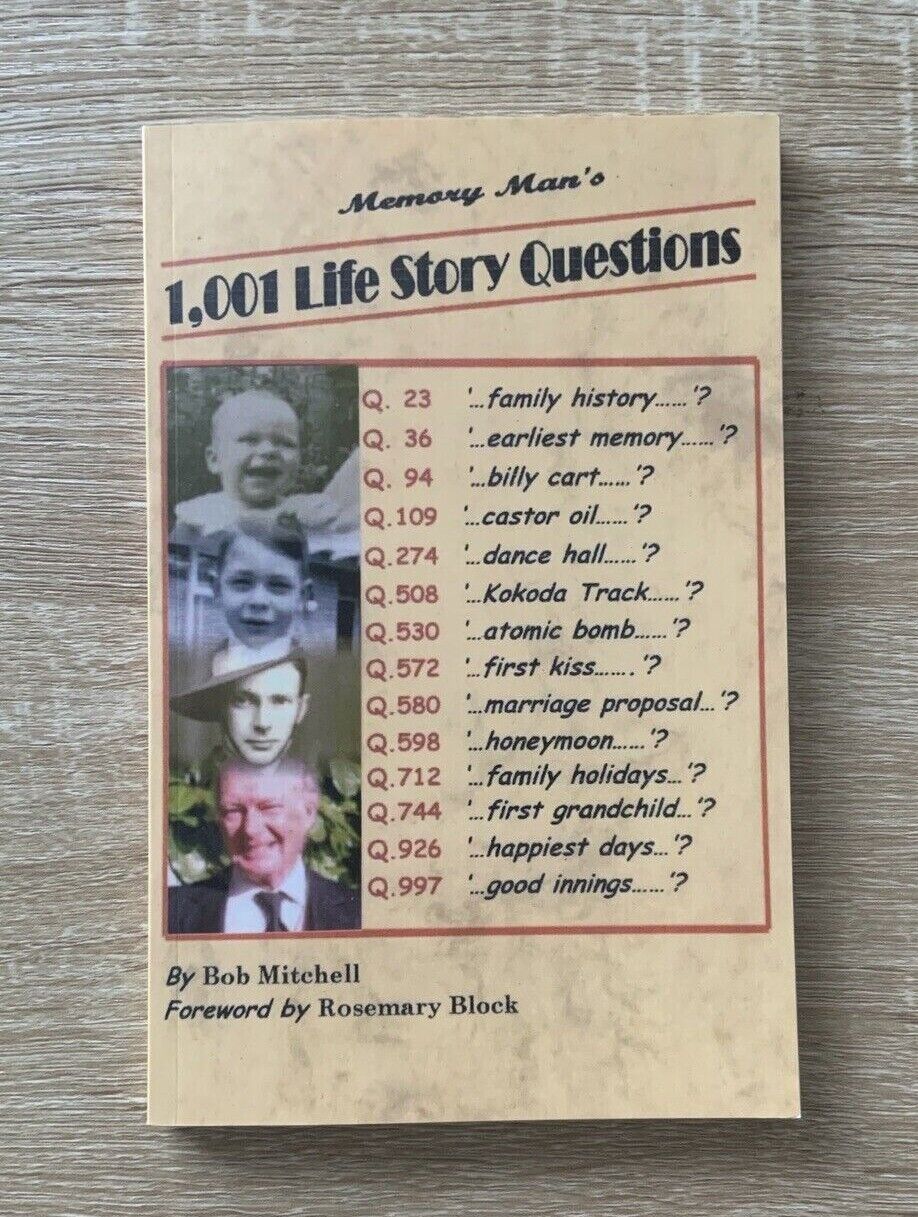 Memory Man's
1,001 Life Story Questions
Q. 23 '...family history......'?
Q. 36 '...earliest memory......'?
Q. 94 '...billy cart......'?
Q.109 '...castor oil......'?
Q.274 '...dance hall......'?
Q.508 '...Kokoda Track......'?
Q.530 '...atomic bomb......'?
Q.572 '...first kiss.......'?
Q.580 '...marriage proposal...'?
Q.598 '...honeymoon......'?
Q.712 '...family holidays...'?
Q.744 '...first grandchild...'?
Q.926 '...happiest days...'?
Q.997 '...good innings......'?
By Bob Mitchell
Foreword by Rosemary Block